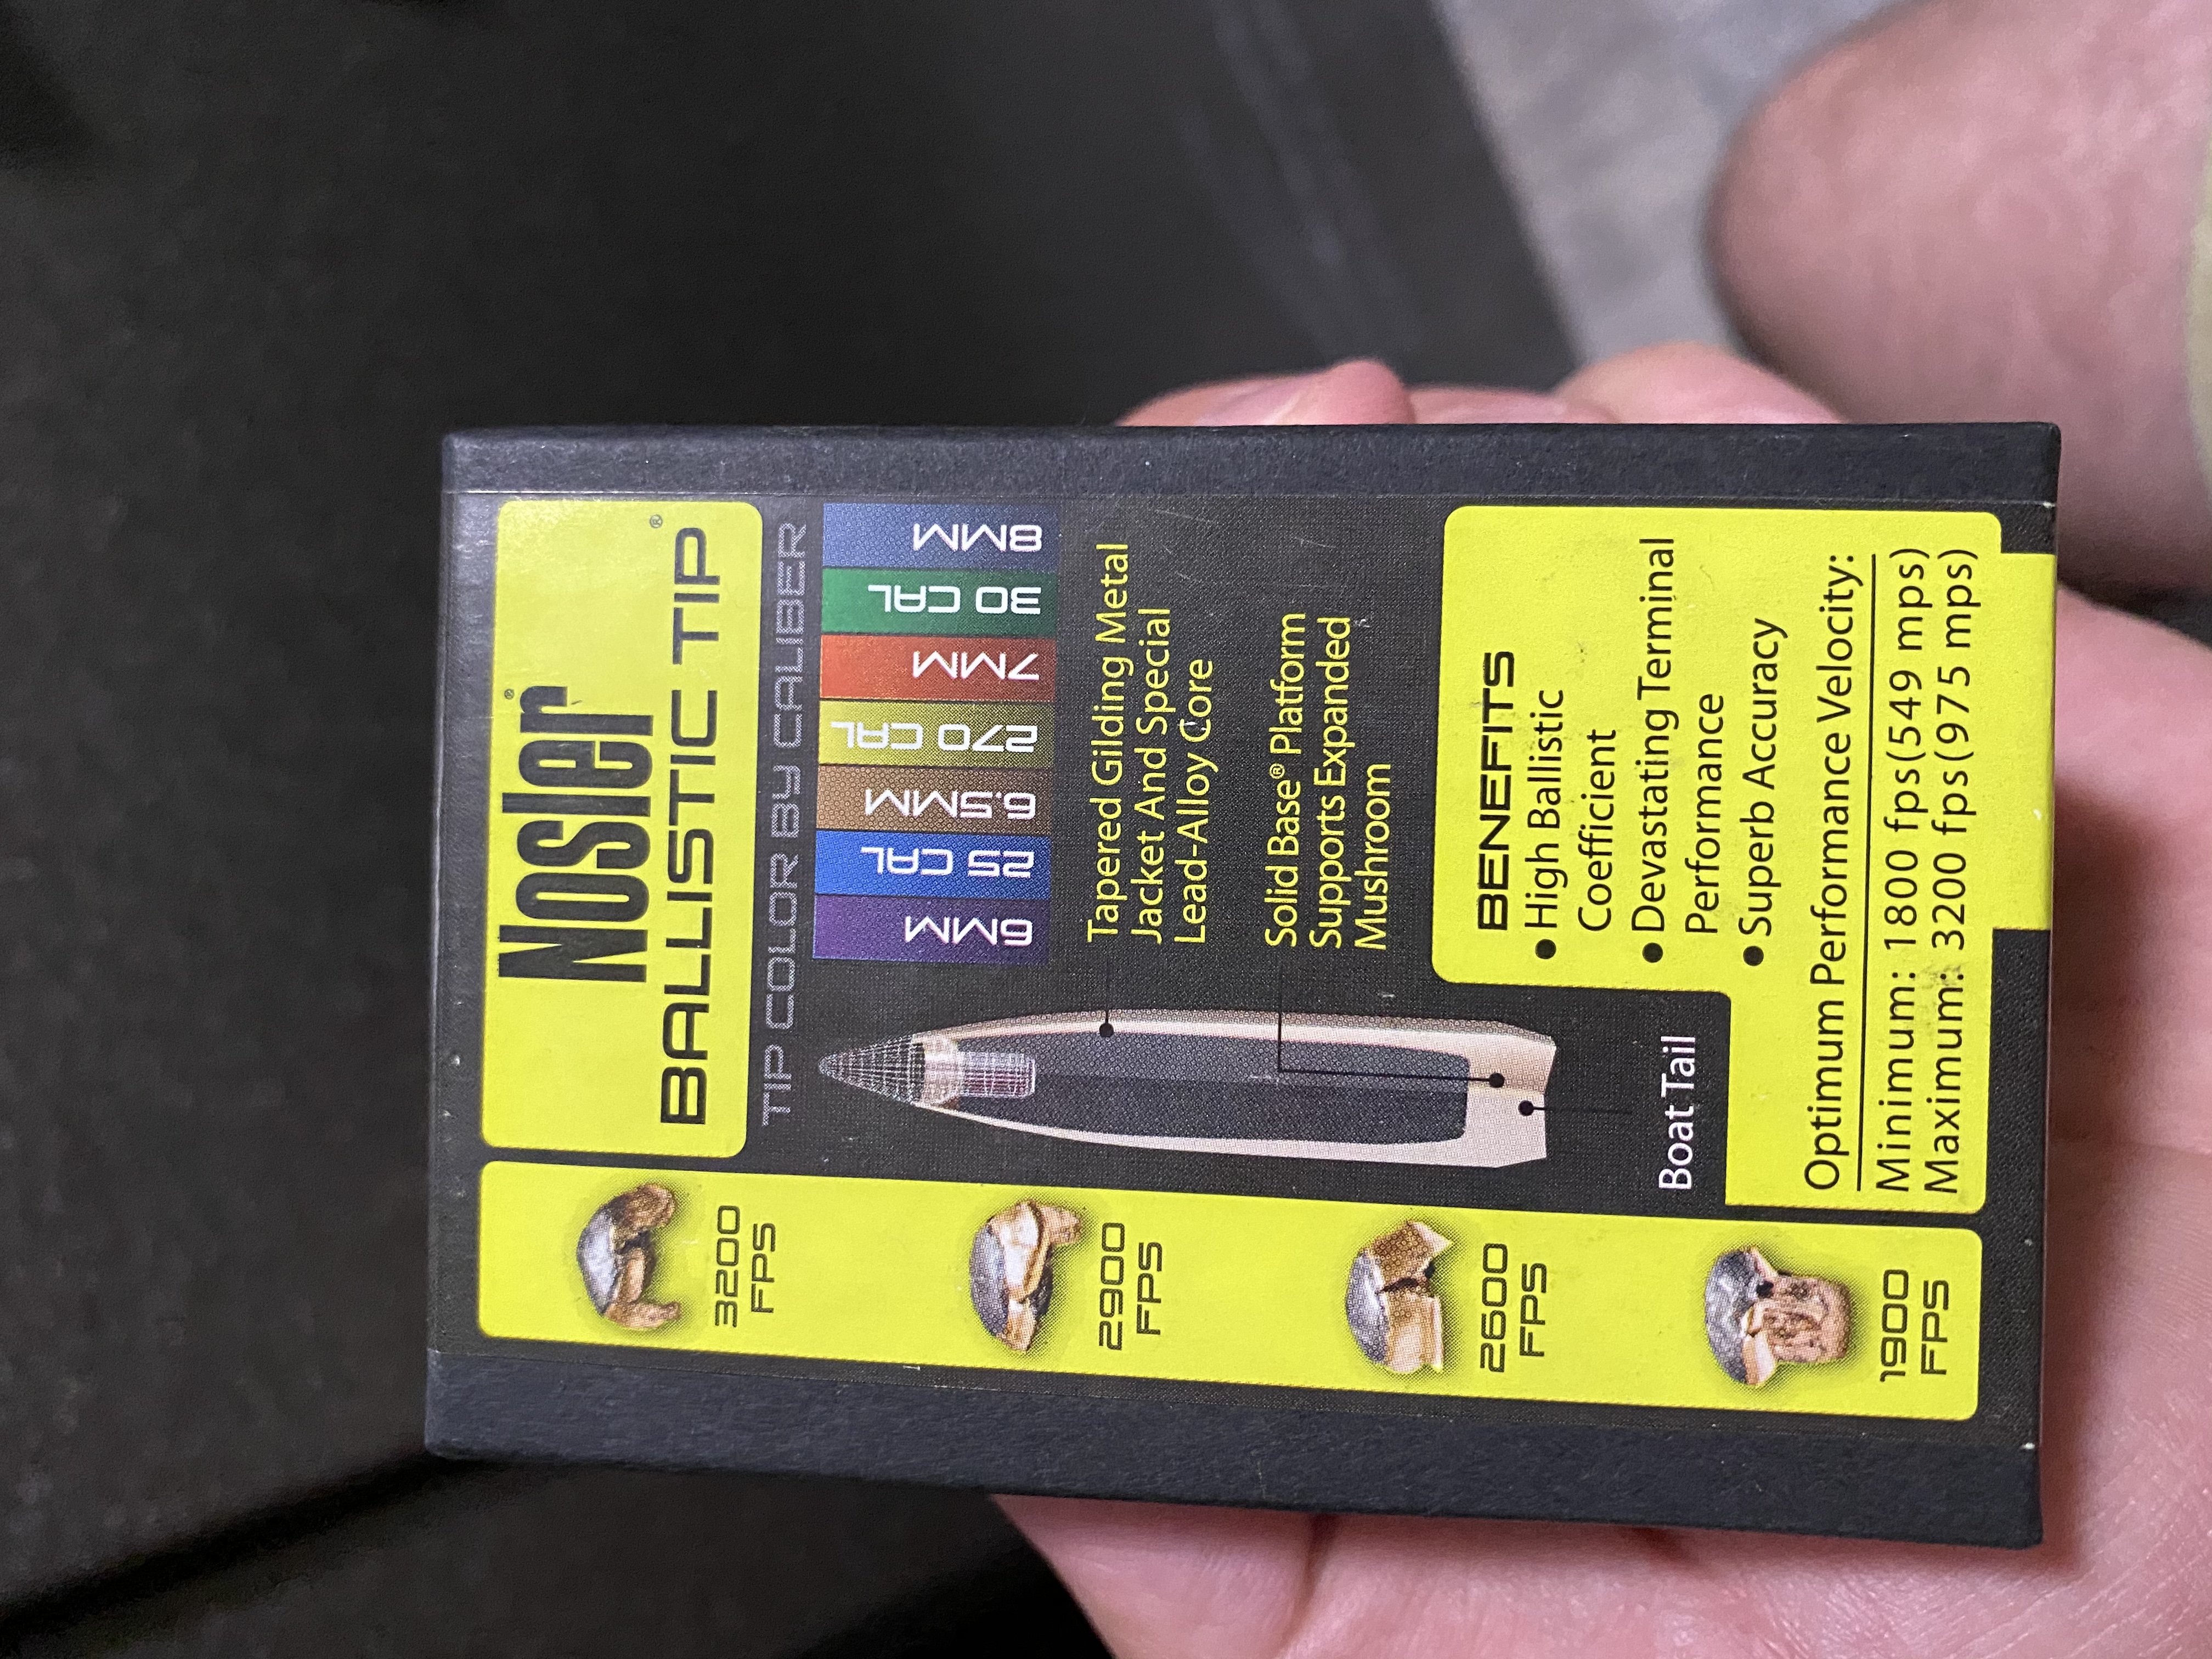 Nosler®
BALLISTIC TIP®
TIP COLOR BY CALIBER
6MM
25 CAL
6.5MM
270 CAL
7MM
30 CAL
8MM
Tapered Gilding Metal
Jacket And Special
Lead-Alloy Core
Solid Base® Platform
Supports Expanded
Mushroom
Boat Tail
BENEFITS
• High Ballistic
Coefficient
• Devastating Terminal
Performance
• Superb Accuracy
Optimum Performance Velocity:
Minimum: 1800 fps(549 mps)
Maximum: 3200 fps(975 mps)
3200
FPS
2900
FPS
2600
FPS
1900
FPS